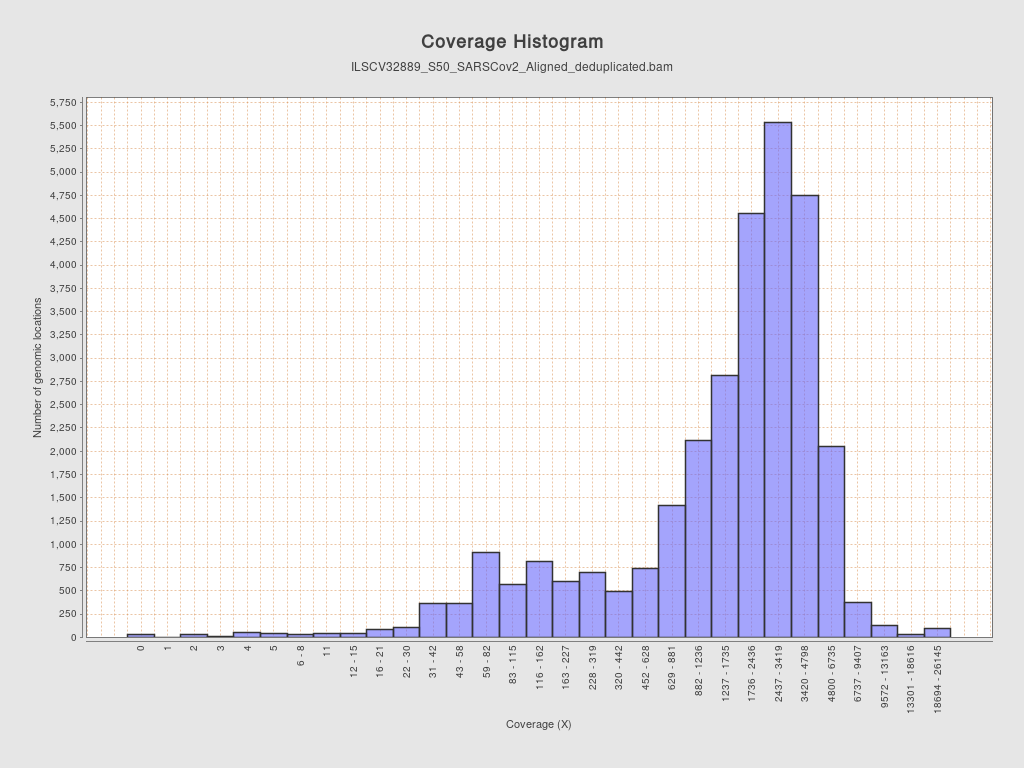 Coverage Histogram
ILSCV32889_S50_SARSCov2_Aligned_deduplicated.bam
Number of genomic locations
5,750
5,500
5,250
5,000
4,750
4,500
4,250
4,000
3,750
3,500
3,250
3,000
2,750
2,500
2,250
2,000
1,750
1,500
1,250
1,000
750
500
250
0
0
1
2
3
4
5
6 - 8
11
12 - 15
16 - 21
22 - 30
31 - 42
43 - 58
59 - 82
83 - 115
116 - 162
163 - 227
228 - 319
320 - 442
452 - 628
629 - 881
882 - 1236
1237 - 1735
1736 - 2436
2437 - 3419
3420 - 4798
4800 - 6735
6737 - 9407
9572 - 13163
13301 - 18616
18694 - 26145
Coverage (X)